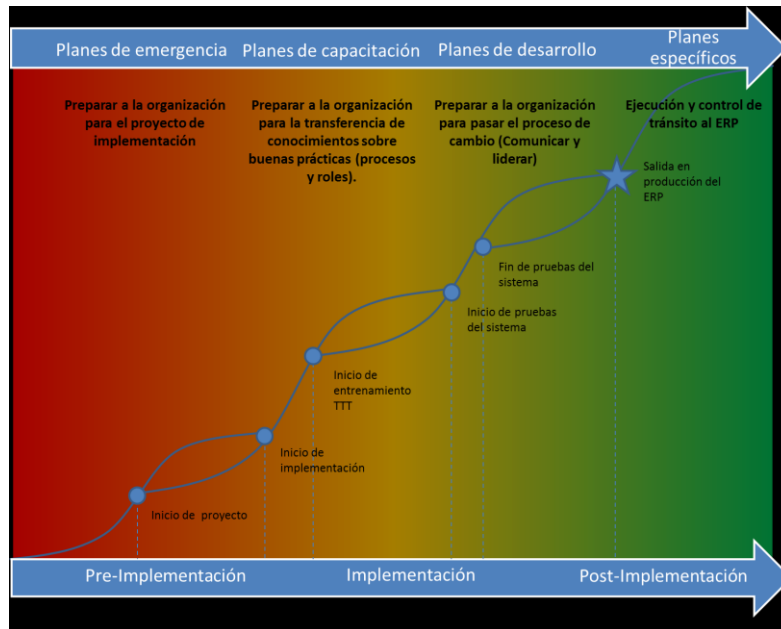 Planes de emergencia
Planes de capacitación
Planes de desarrollo
Planes
específicos
Preparar a la organización
para el proyecto de
implementación
Preparar a la organización
para la transferencia de
conocimientos sobre
buenas prácticas (procesos
y roles).
Preparar a la organización
para pasar el proceso de
cambio (Comunicar y
liderar)
Ejecución y control de
tránsito al ERP
Salida en
producción del
ERP
Fin de pruebas del
sistema
Inicio de pruebas
del sistema
Inicio de
entrenamiento
TTT
Inicio de
implementación
Inicio de proyecto
Pre-Implementación
Implementación
Post-Implementación